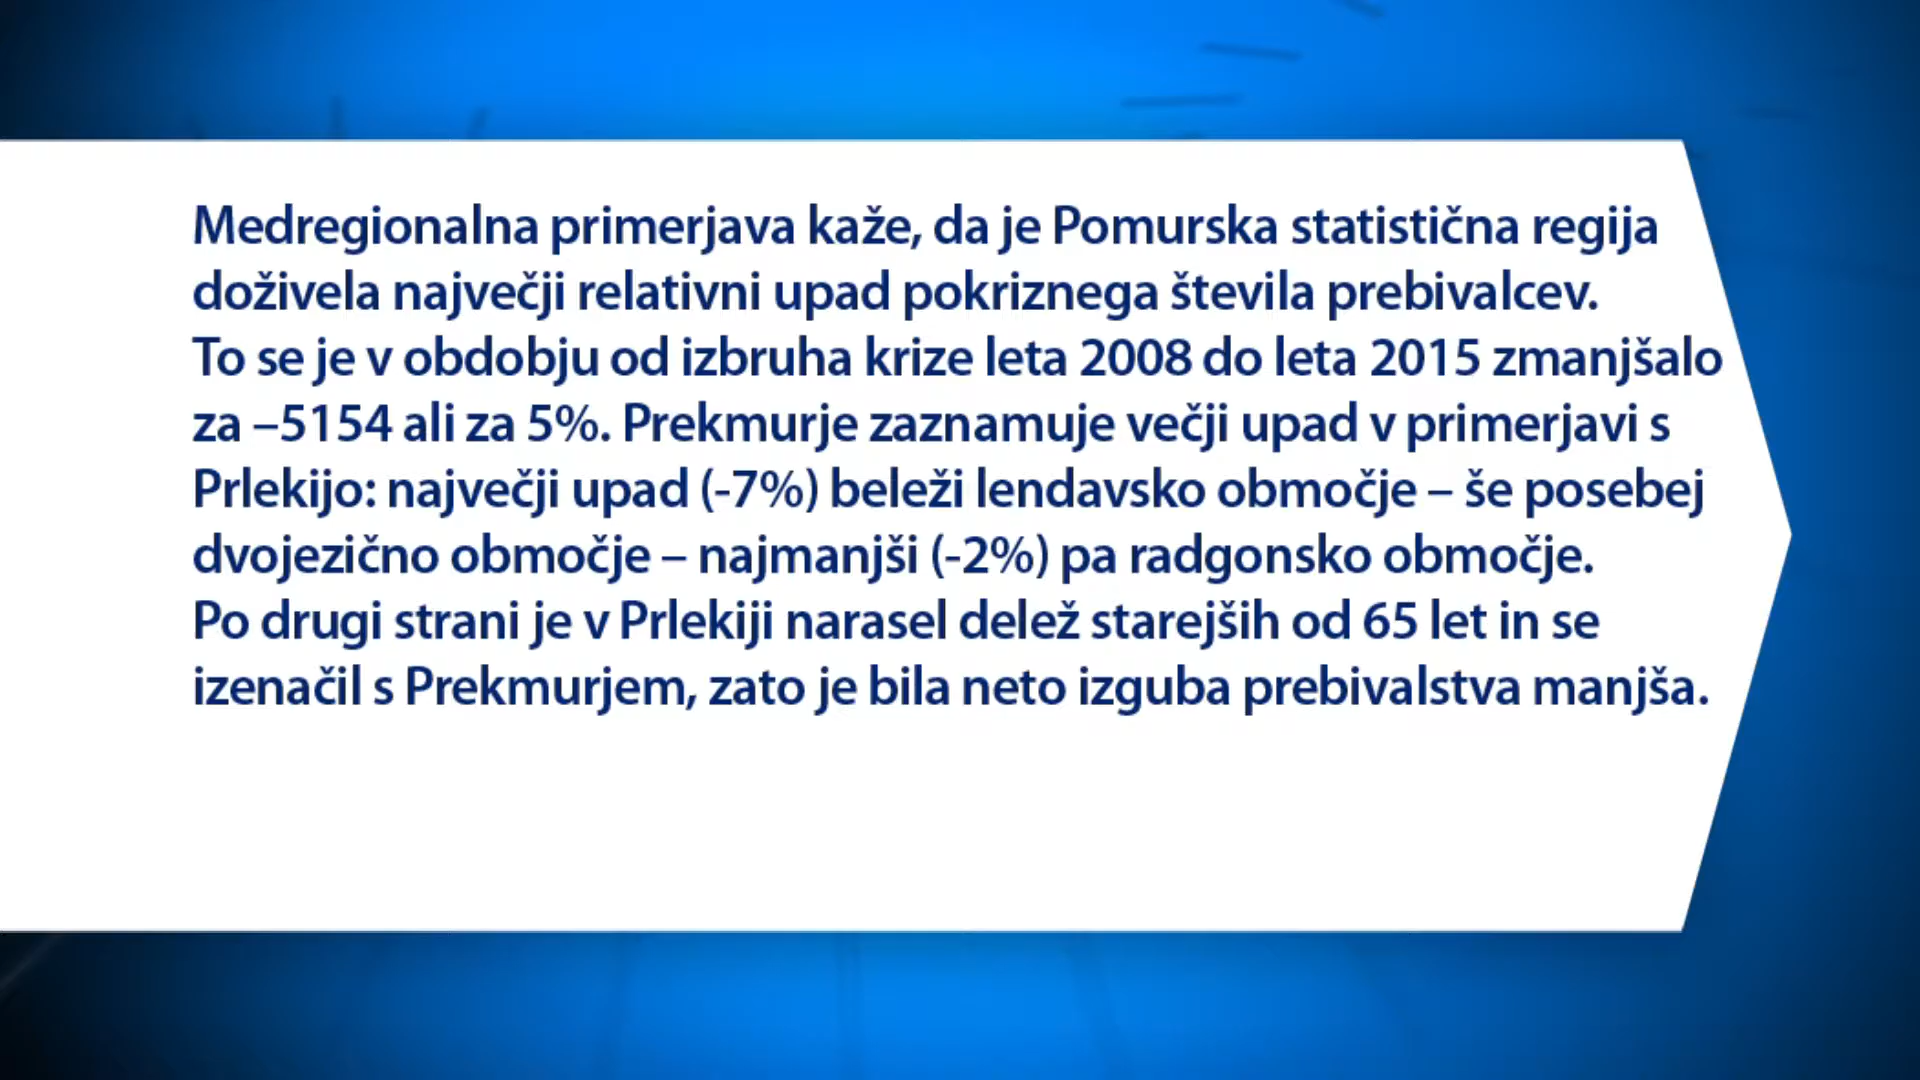 Medregionalna primerjava kaže, da je Pomurska statistična regija
doživela največji relativni upad pokriznega števila prebivalcev.
To se je v obdobju od izbruha krize leta 2008 do leta 2015 zmanjšalo
za –5154 ali za 5%. Prekmurje zaznamuje večji upad v primerjavi s
Prlekijo: največji upad (-7%) beleži lendavsko območje – še posebej
dvojezično območje – najmanjši (-2%) pa radgonsko območje.
Po drugi strani je v Prlekiji narasel delež starejših od 65 let in se
izenačil s Prekmurjem, zato je bila neto izguba prebivalstva manjša.